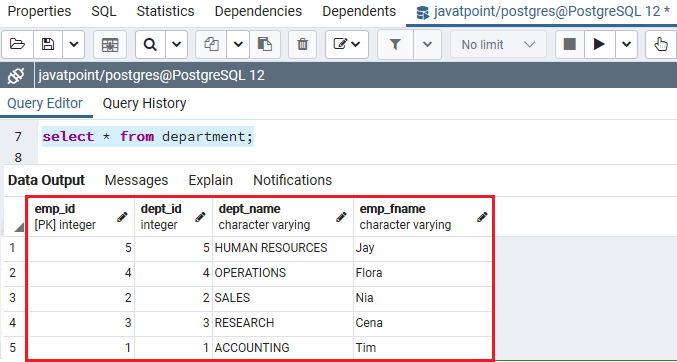 Properties SQL Statistics Dependencies Dependents javatpoint/postgres@PostgreSQL 12 *
No limit
javatpoint/postgres@PostgreSQL 12
Query Editor Query History
7 select * from department;
8
Data Output Messages Explain Notifications
emp_id dept_id dept_name emp_fname
[PK] integer integer character varying character varying
1 5 5 HUMAN RESOURCES Jay
2 4 4 OPERATIONS Flora
3 2 2 SALES Nia
4 3 3 RESEARCH Cena
5 1 1 ACCOUNTING Tim